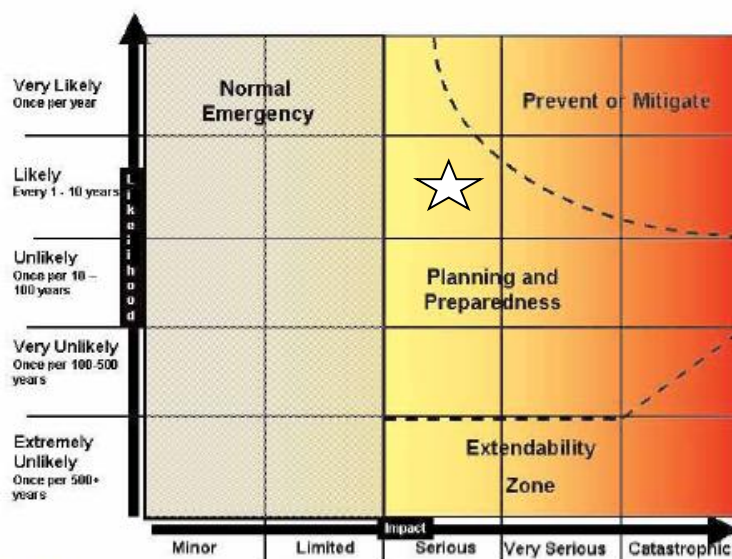 Very Likely
Once per year
Likely
Every 1 - 10 years
Unlikely
Once per 10 –
100 years
Very Unlikely
Once per 100-500
years
Extremely
Unlikely
Once per 500+
years
Likelihood
Normal
Emergency
Prevent or Mitigate
Planning and
Preparedness
Extendability
Zone
Impact
Minor
Limited
Serious
Very Serious
Catastrophic